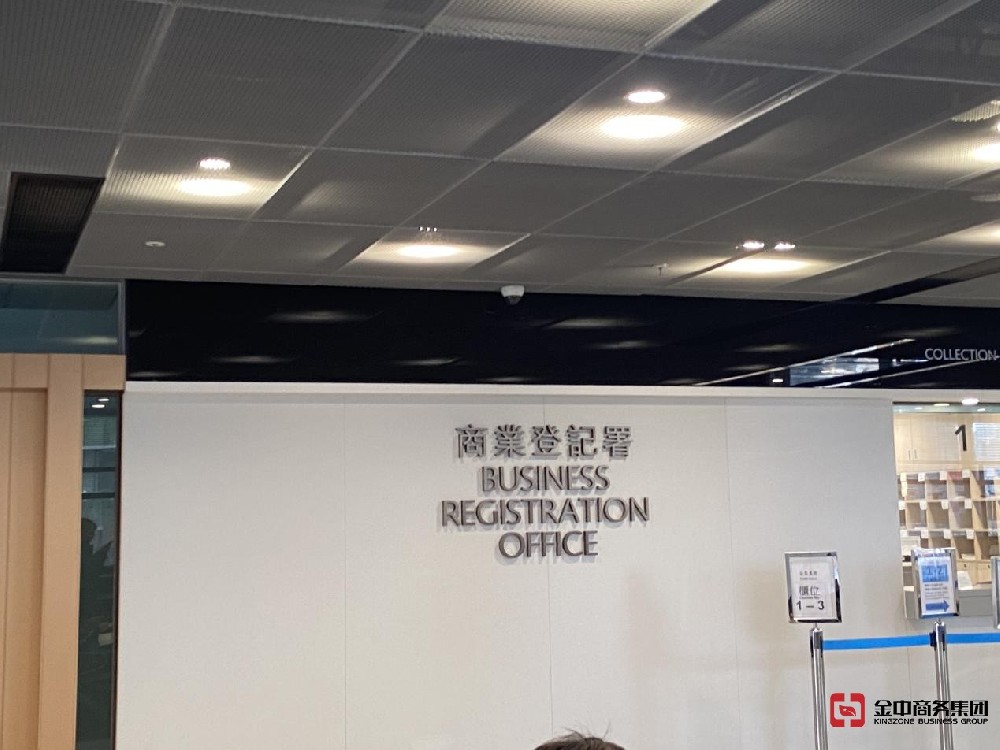 COLLECTION
商業登記署
BUSINESS
REGISTRATION
OFFICE
1
櫃位
1 - 3
金中商务集团
KINGZONE BUSINESS GROUP